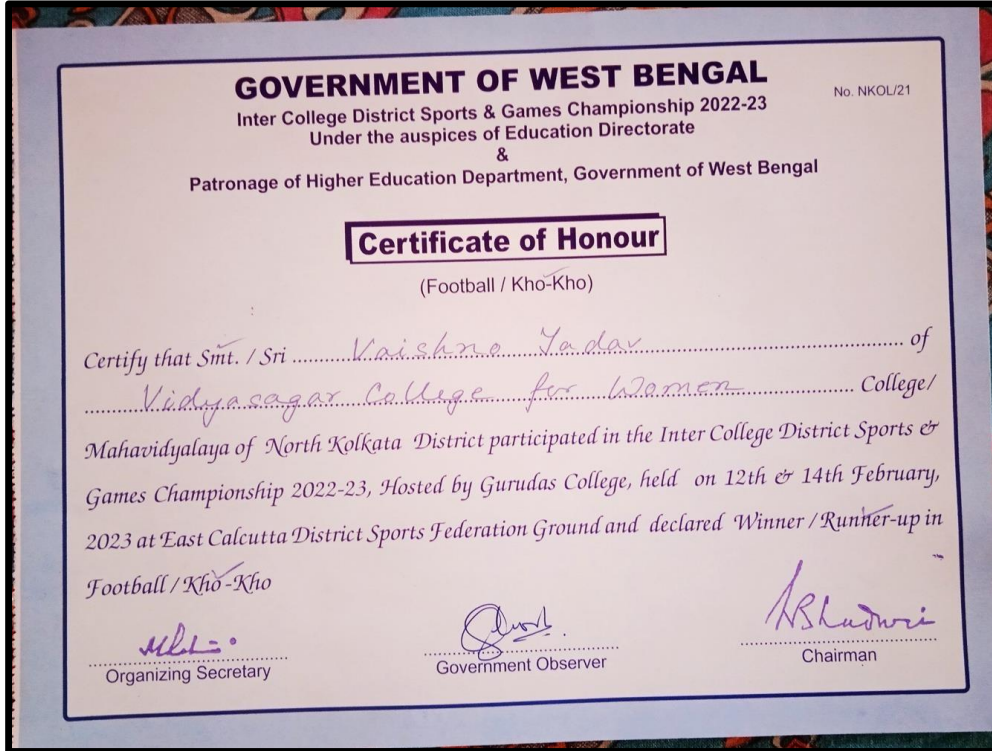 GOVERNMENT OF WEST BENGAL
No. NKOL/21
Inter College District Sports & Games Championship 2022-23
Under the auspices of Education Directorate
&
Patronage of Higher Education Department, Government of West Bengal
Certificate of Honour
(Football / Kho-Kho)
Certify that Smt. / Sri Vaishno Yadav of
Vidyasagar College for Women College/
Mahavidyalaya of North Kolkata District participated in the Inter College District Sports &
Games Championship 2022-23, Hosted by Gurudas College, held on 12th & 14th February,
2023 at East Calcutta District Sports Federation Ground and declared Winner / Runner-up in
Football / Kho-Kho
Organizing Secretary
Government Observer
Chairman